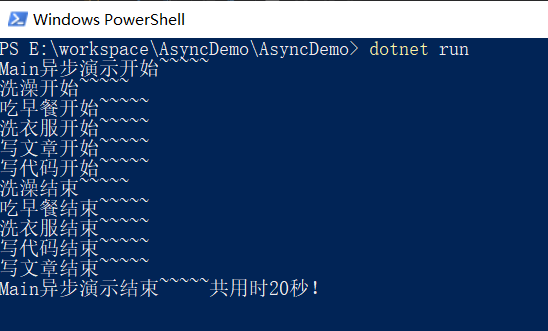 Windows PowerShell
PS E:\workspace\AsyncDemo\AsyncDemo> dotnet run
Main异步演示开始~~~~~
洗澡开始~~~~~
吃早餐开始~~~~~
洗衣服开始~~~~~
写文章开始~~~~~
写代码开始~~~~~
洗澡结束~~~~~
吃早餐结束~~~~~
洗衣服结束~~~~~
写代码结束~~~~~
写文章结束~~~~~
Main异步演示结束~~~~~共用时20秒!